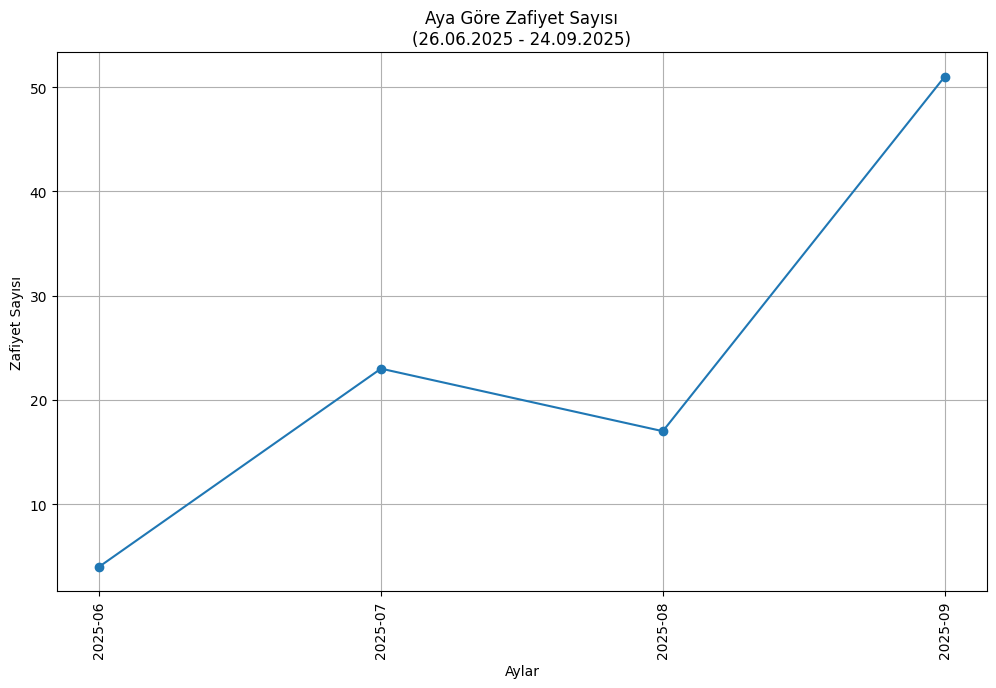 Aya Göre Zafiyet Sayısı
(26.06.2025 - 24.09.2025)
Zafiyet Sayısı
50
40
30
20
10
2025-06
2025-07
2025-08
2025-09
Aylar